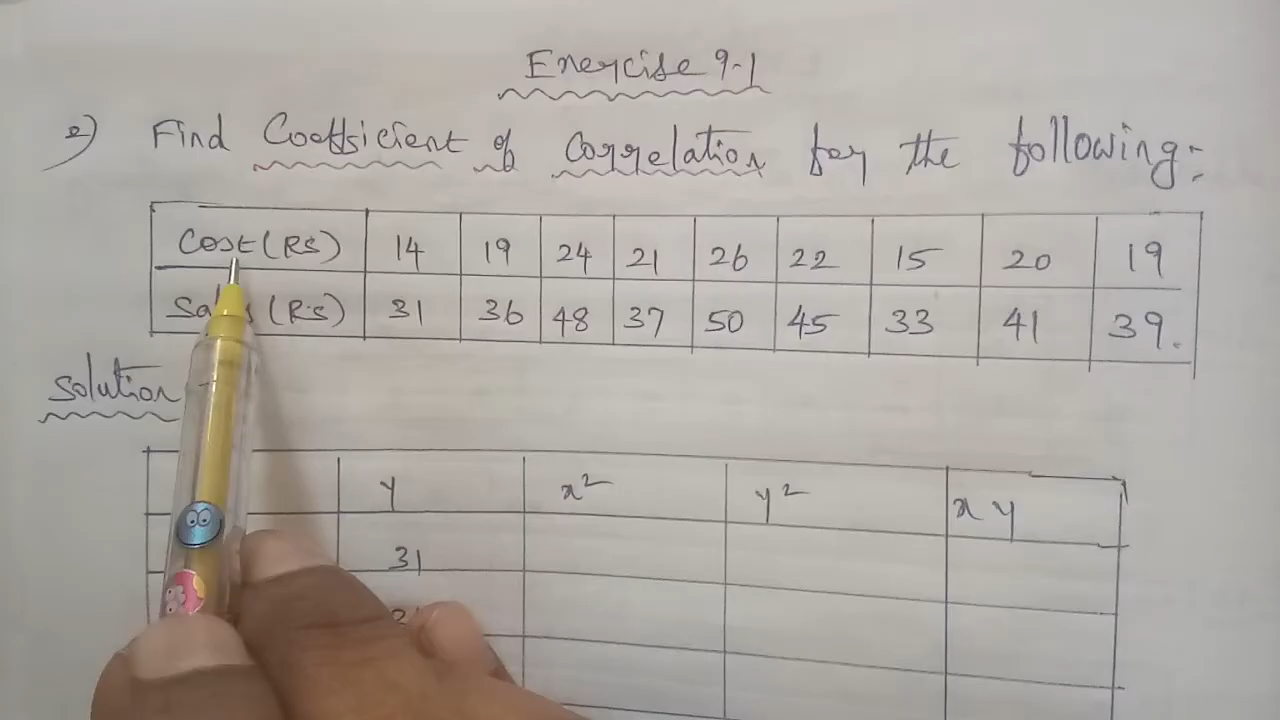 Exercise 9.1
2) Find Coefficient of Correlation for the following:
Cost (RS) 14 19 24 21 26 22 15 20 19
(R.S) 31 36 48 37 50 45 33 41 39.
Solution
y x² y² xy
31